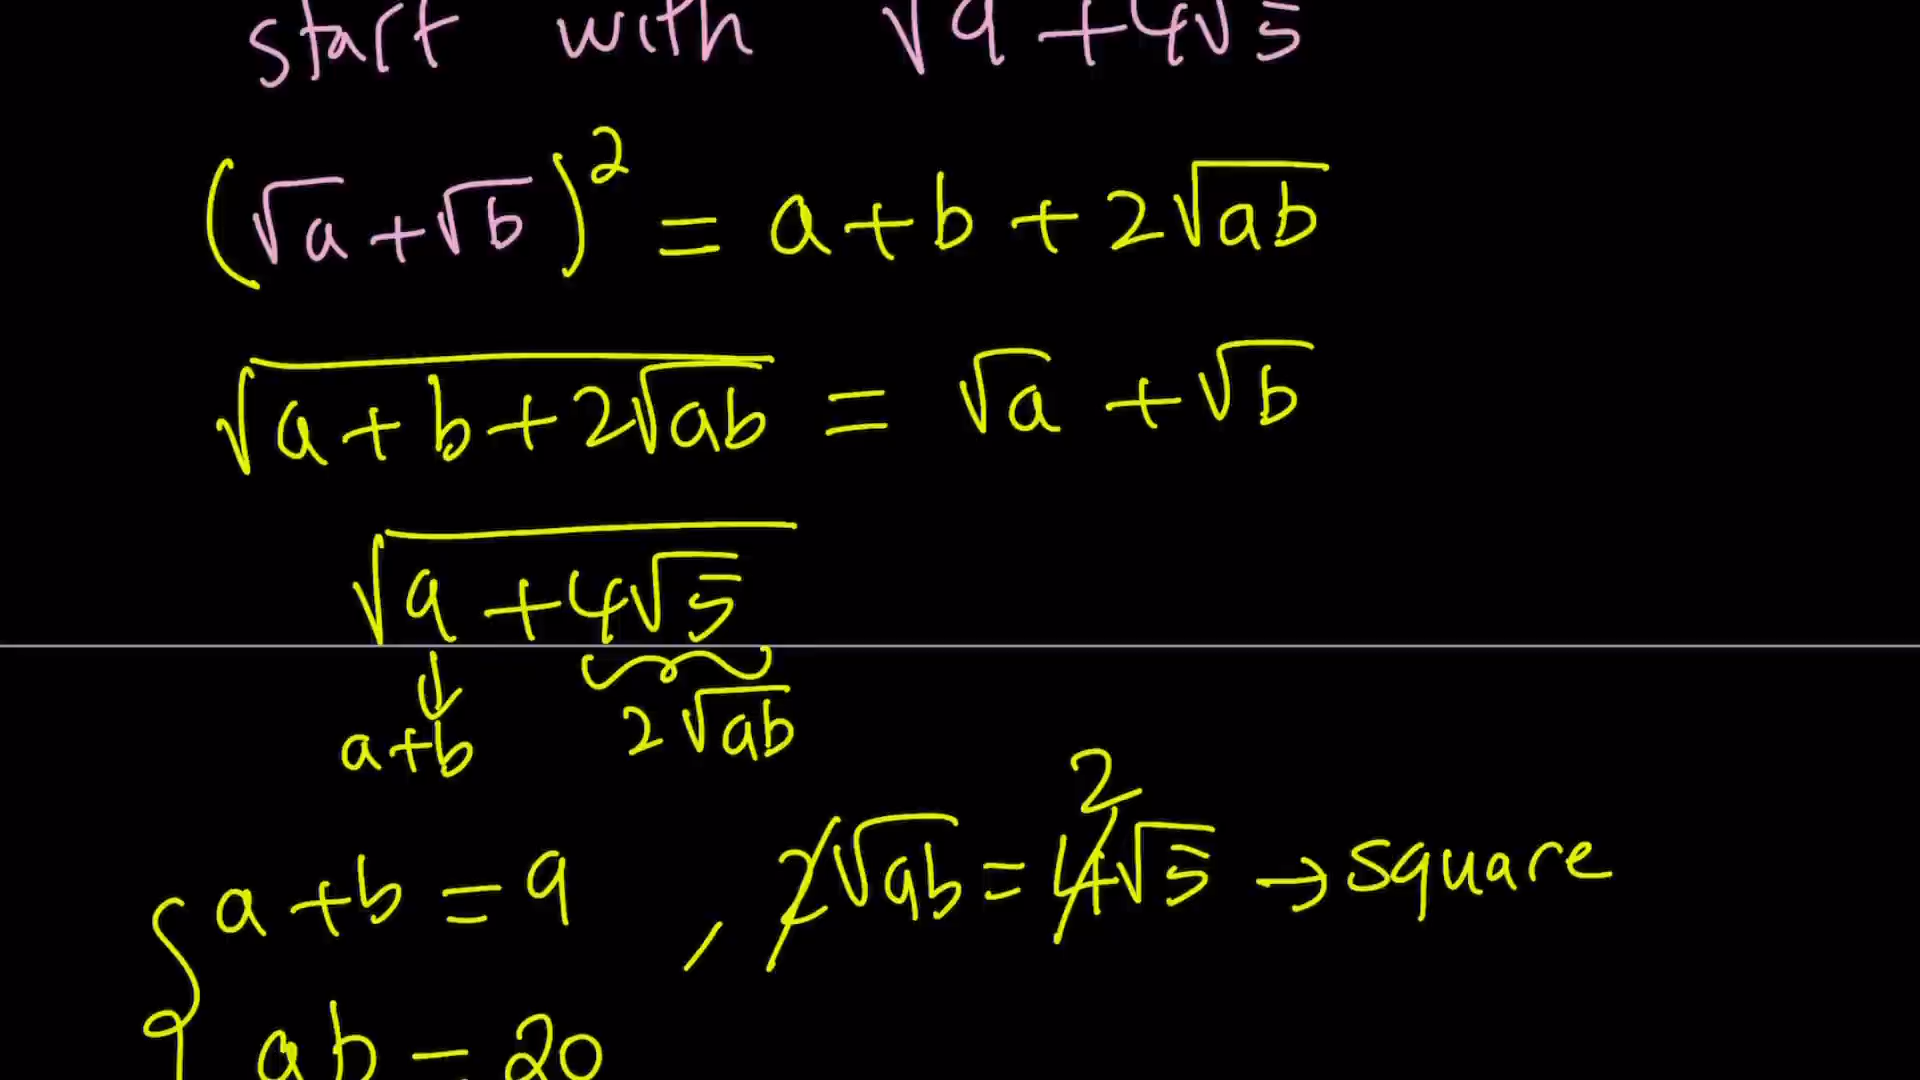 start with √9 + 4√5
(√a + √b)² = a + b + 2√ab
√(a + b + 2√ab) = √a + √b
√(9 + 4√5)
↓
a+b 2√ab
2
a + b = 9 , 2√ab = 4√5 → square
ab = 20